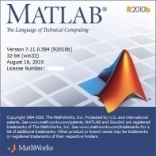 MATLAB®
R2010b
The Language of Technical Computing
Version 7.11.0.584 (R2010b)
32-bit (win32)
August 16, 2010
License Number:
Copyright 1984-2010, The MathWorks, Inc. Protected by U.S. and international
patents. See www.mathworks.com/patents. MATLAB and Simulink are registered
trademarks of The MathWorks, Inc. See www.mathworks.com/trademarks for a
list of additional trademarks. Other product or brand names may be trademarks
or registered trademarks of their respective holders.
MathWorks